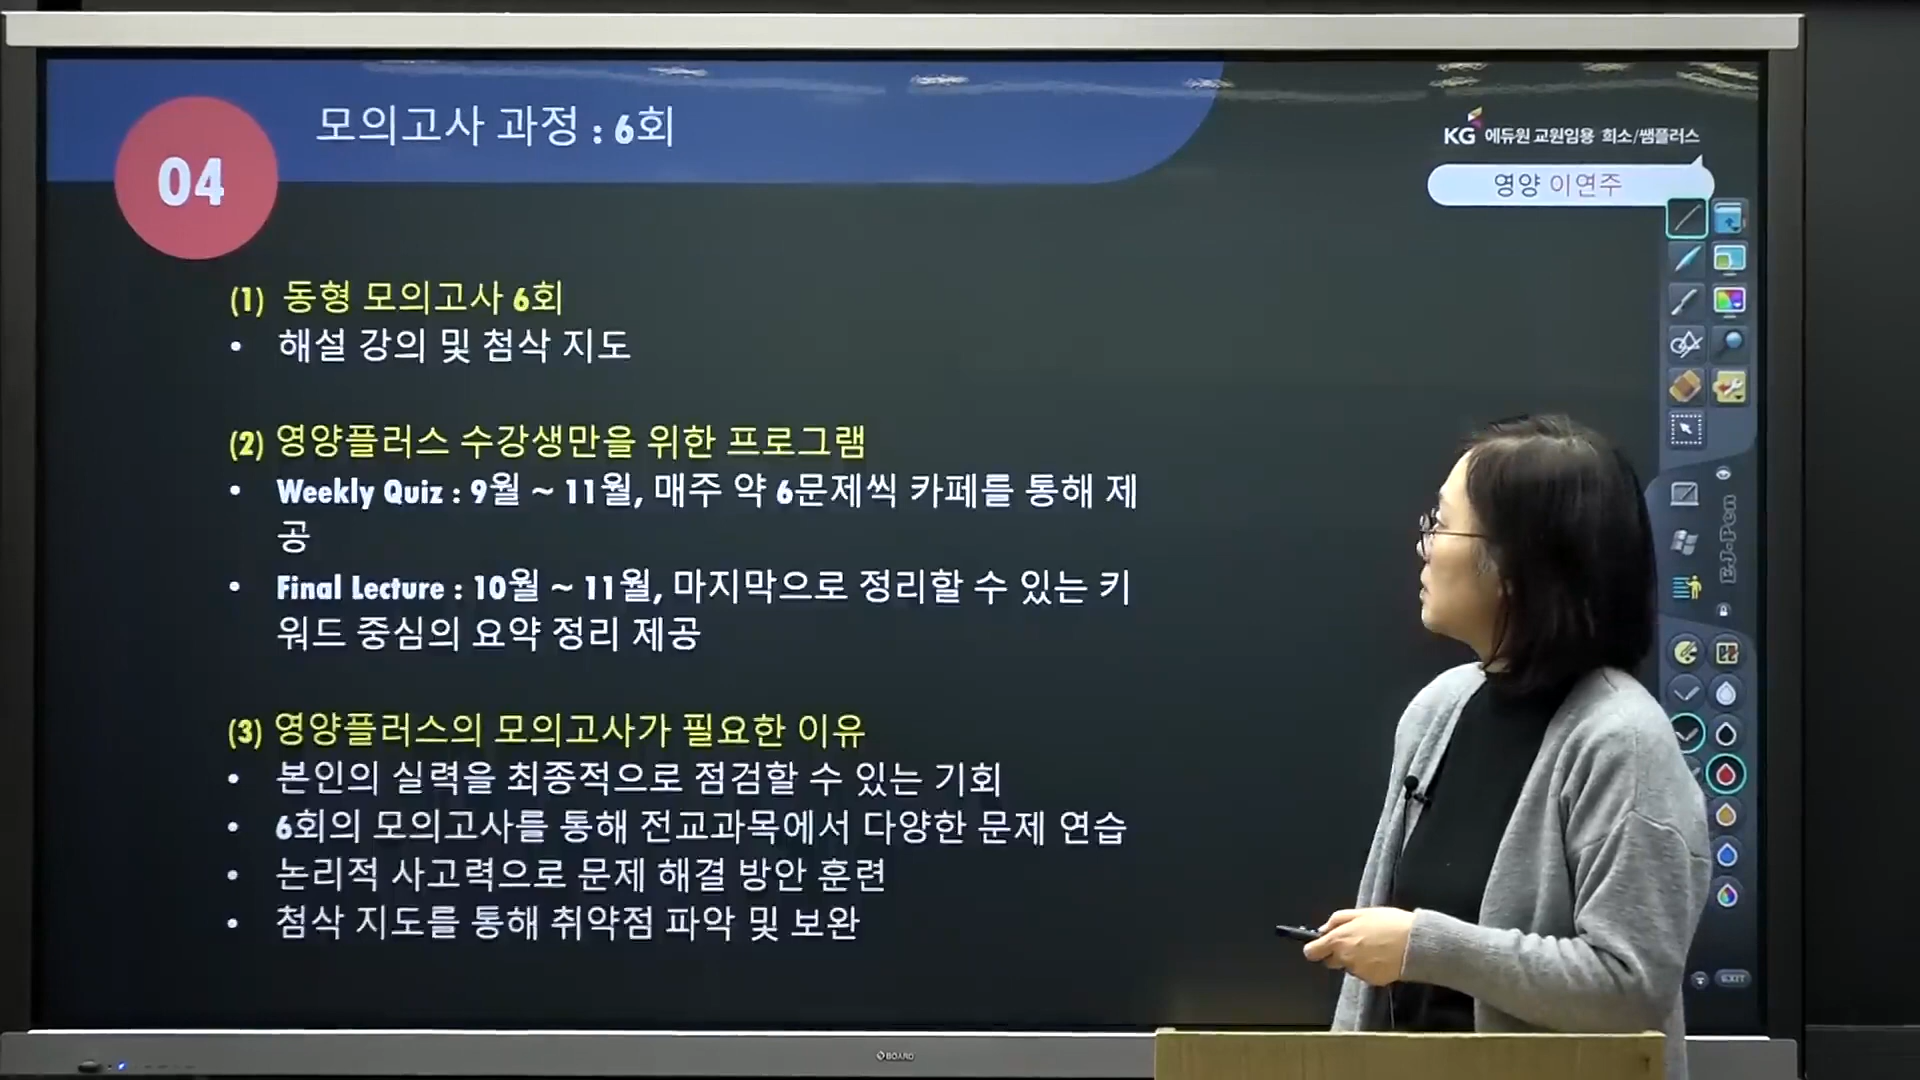 04
모의고사 과정 : 6회
KG 에듀원 교원임용 희소/쌤플러스
영양 이연주
(1) 동형 모의고사 6회
• 해설 강의 및 첨삭 지도
(2) 영양플러스 수강생만을 위한 프로그램
• Weekly Quiz : 9월 ~ 11월, 매주 약 6문제씩 카페를 통해 제
공
• Final Lecture : 10월 ~ 11월, 마지막으로 정리할 수 있는 키
워드 중심의 요약 정리 제공
(3) 영양플러스의 모의고사가 필요한 이유
• 본인의 실력을 최종적으로 점검할 수 있는 기회
• 6회의 모의고사를 통해 전교과목에서 다양한 문제 연습
• 논리적 사고력으로 문제 해결 방안 훈련
• 첨삭 지도를 통해 취약점 파악 및 보완
EXIT
BOARD